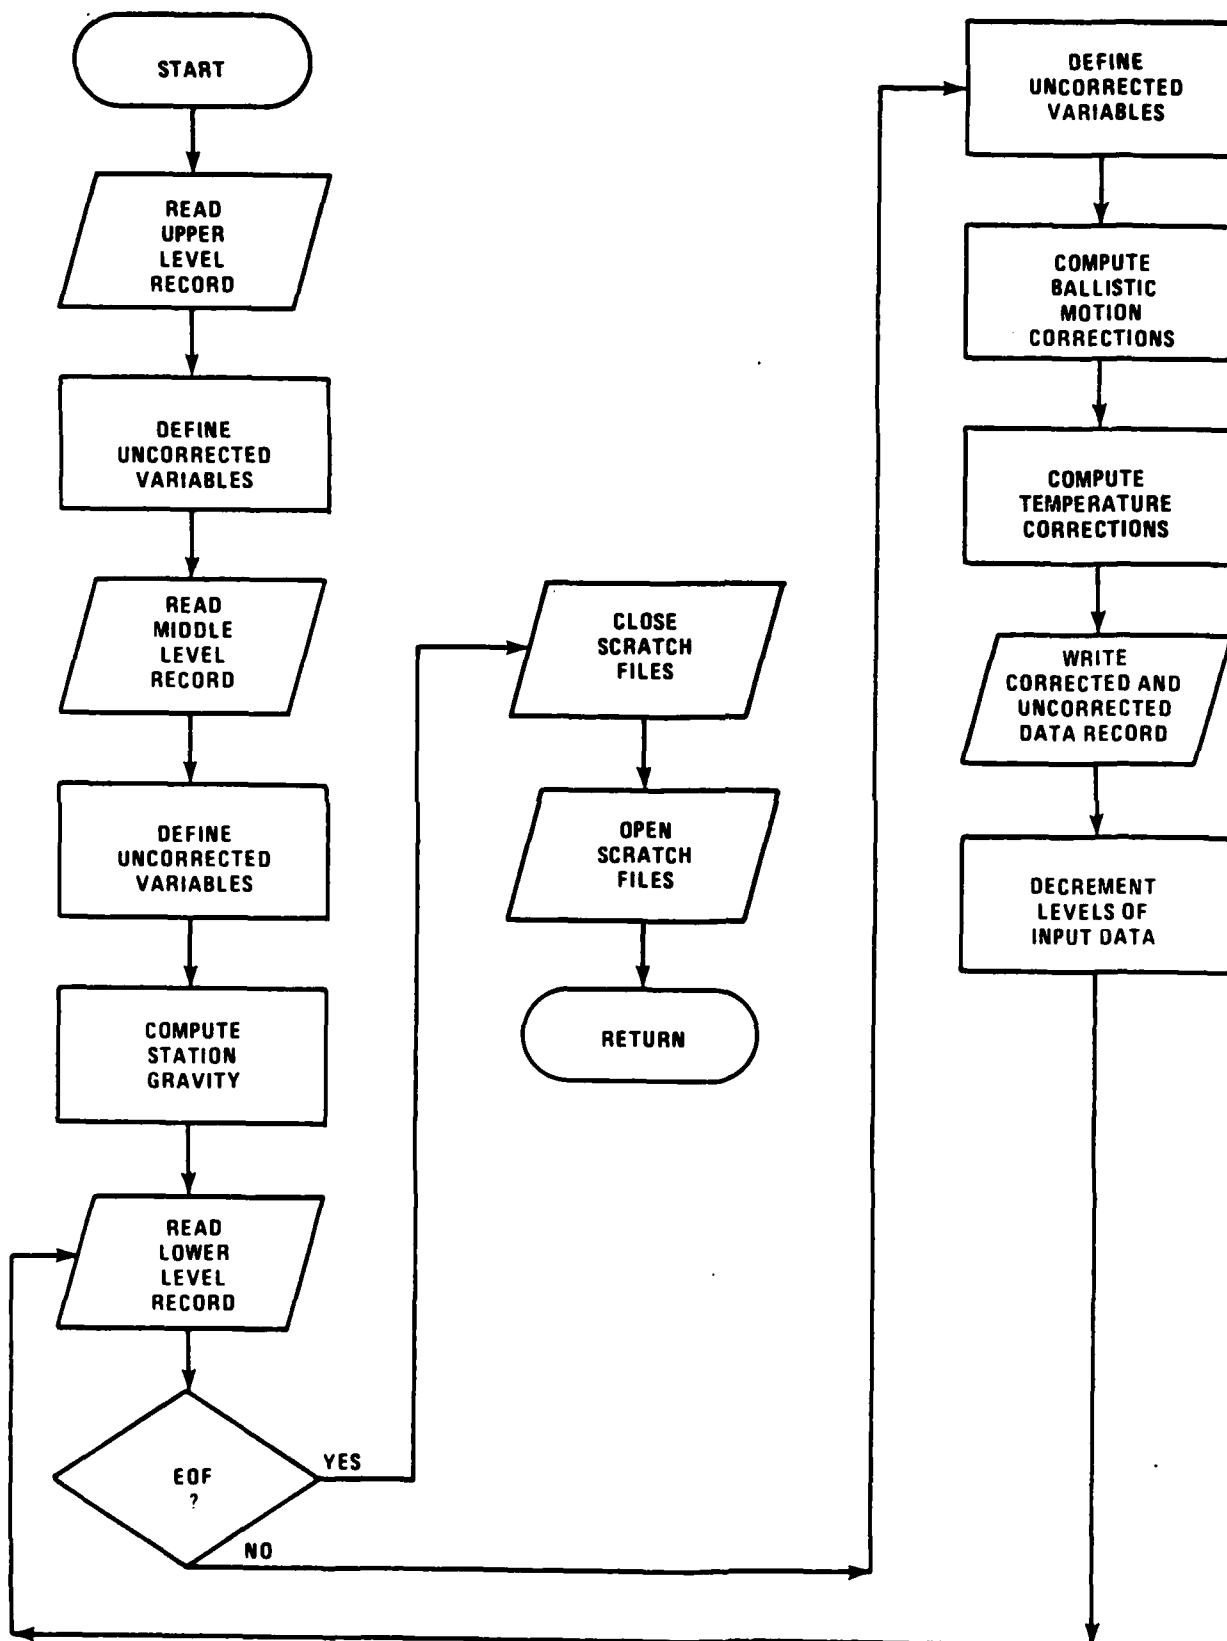 START
READ
UPPER
LEVEL
RECORD
DEFINE
UNCORRECTED
VARIABLES
READ
MIDDLE
LEVEL
RECORD
DEFINE
UNCORRECTED
VARIABLES
COMPUTE
STATION
GRAVITY
READ
LOWER
LEVEL
RECORD
EOF
?
YES
NO
CLOSE
SCRATCH
FILES
OPEN
SCRATCH
FILES
RETURN
DEFINE
UNCORRECTED
VARIABLES
COMPUTE
BALLISTIC
MOTION
CORRECTIONS
COMPUTE
TEMPERATURE
CORRECTIONS
WRITE
CORRECTED AND
UNCORRECTED
DATA RECORD
DECREMENT
LEVELS OF
INPUT DATA